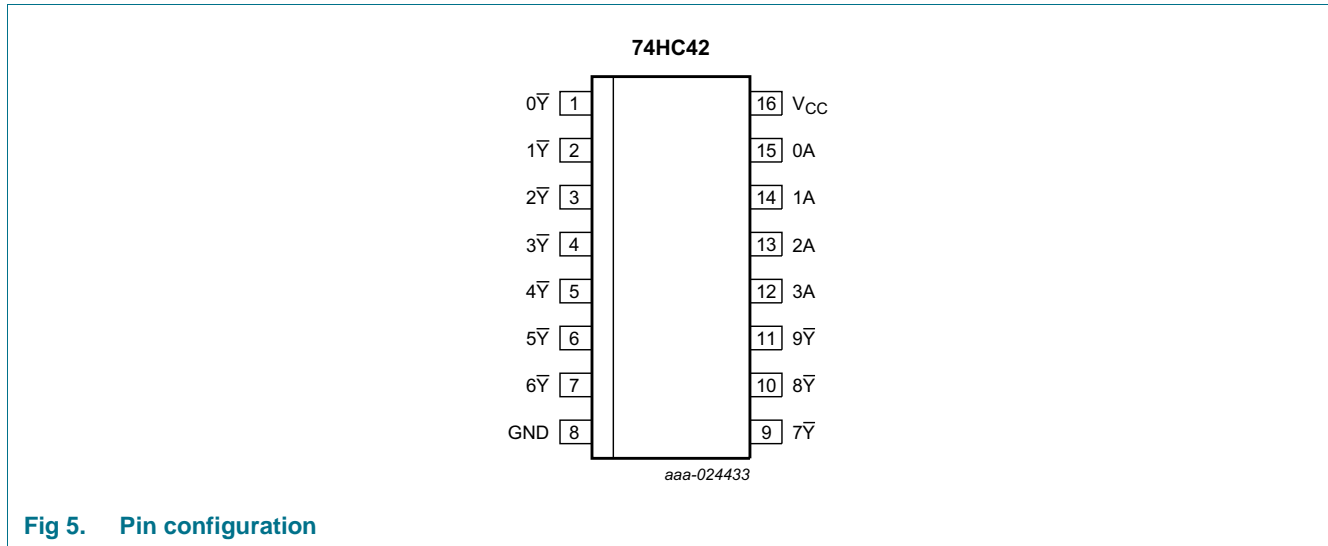 74HC42
0Y̅ 1 16 VCC
1Y̅ 2 15 0A
2Y̅ 3 14 1A
3Y̅ 4 13 2A
4Y̅ 5 12 3A
5Y̅ 6 11 9Y̅
6Y̅ 7 10 8Y̅
GND 8 9 7Y̅
aaa-024433
Fig 5. Pin configuration